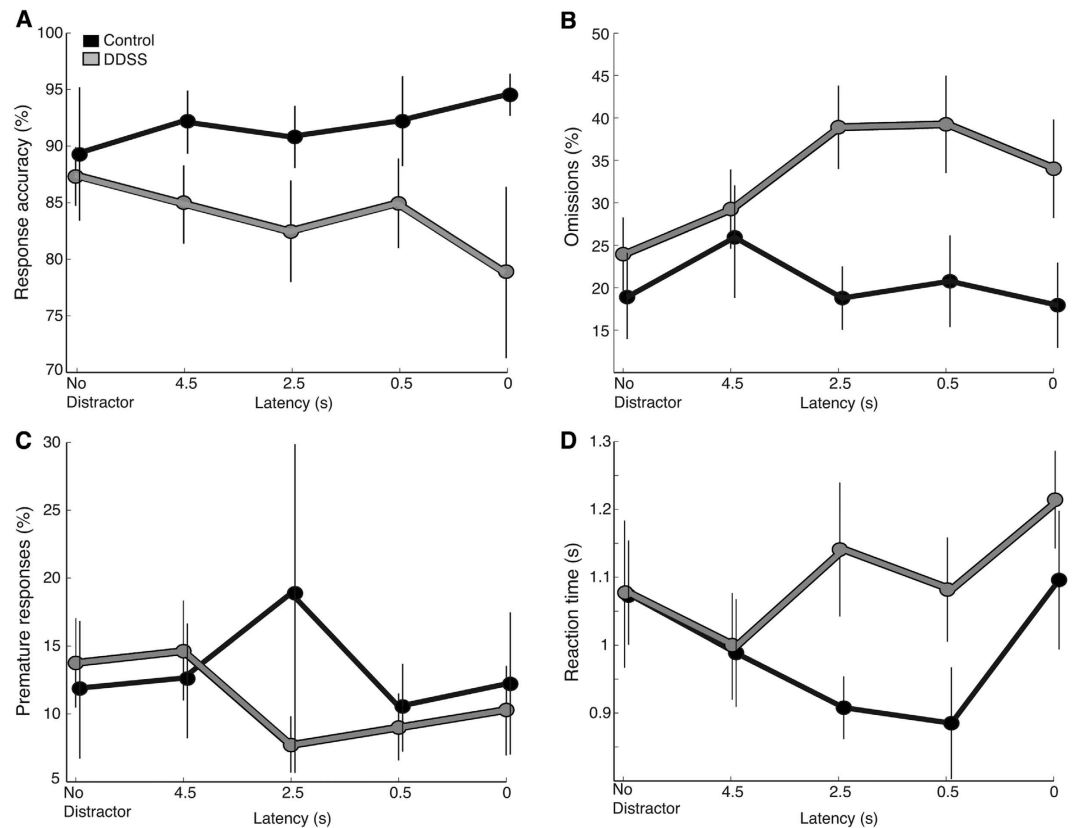 A
100
Control
DDSS
95
90
85
80
75
70
Response accuracy (%)
No
Distractor
4.5
2.5
0.5
0
Latency (s)
B
50
45
40
35
30
25
20
15
Omissions (%)
No
Distractor
4.5
2.5
0.5
0
Latency (s)
C
30
25
20
15
10
5
Premature responses (%)
No
Distractor
4.5
2.5
0.5
0
Latency (s)
D
1.3
1.2
1.1
1
0.9
Reaction time (s)
No
Distractor
4.5
2.5
0.5
0
Latency (s)